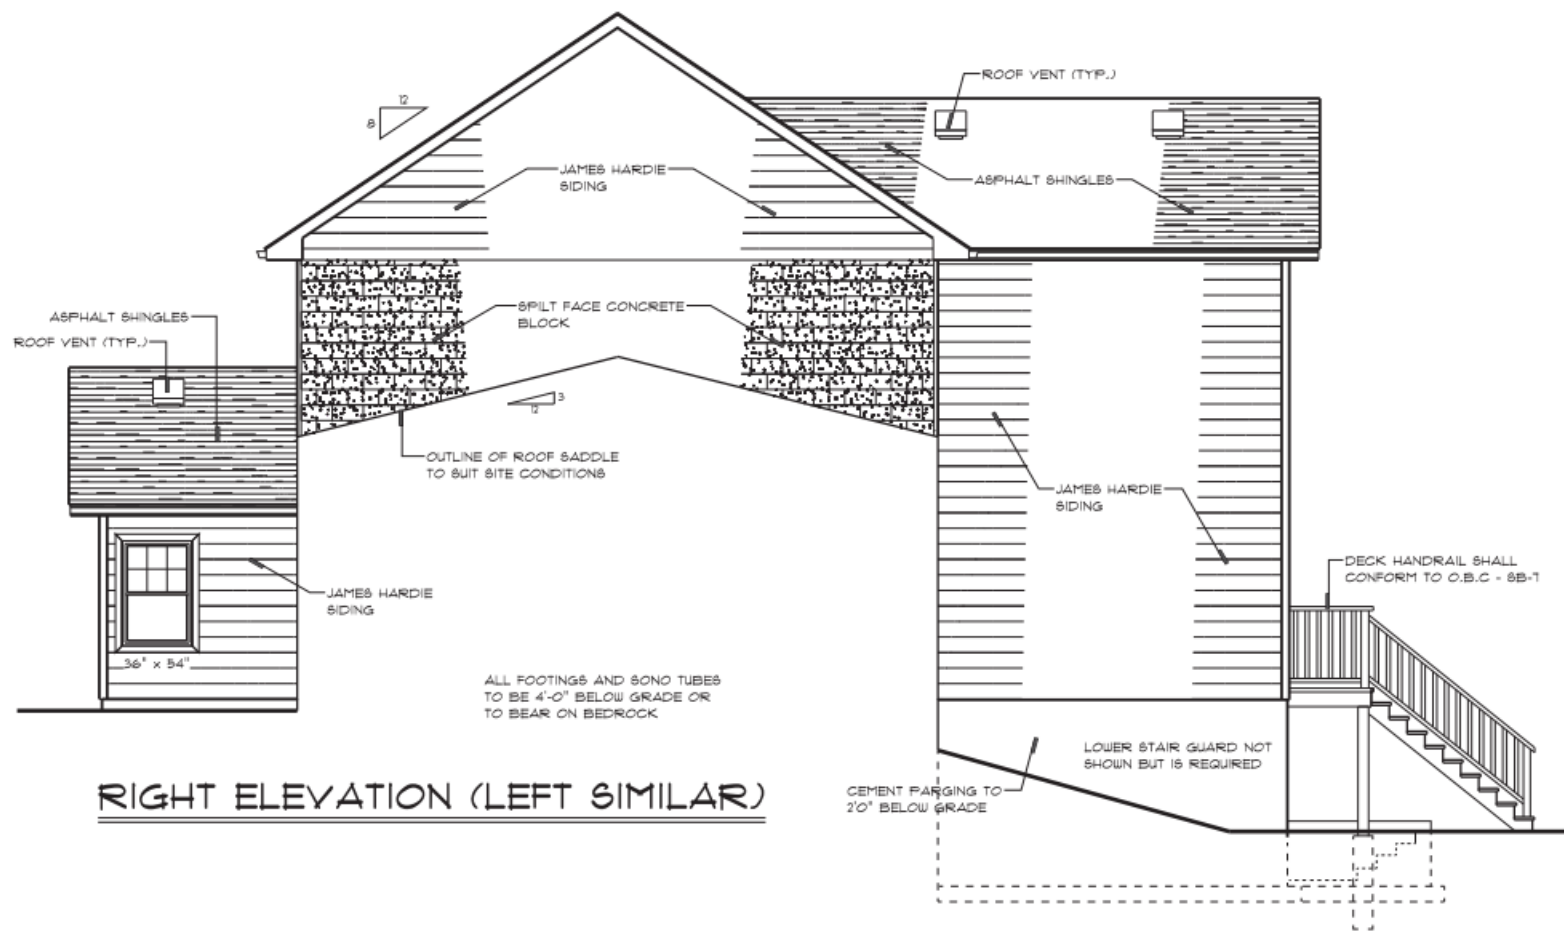 ROOF VENT (TYP.)
12
8
JAMES HARDIE
SIDING
ASPHALT SHINGLES
SPILT FACE CONCRETE
BLOCK
ASPHALT SHINGLES
ROOF VENT (TYP.)
3
12
OUTLINE OF ROOF SADDLE
TO SUIT SITE CONDITIONS
JAMES HARDIE
SIDING
DECK HANDRAIL SHALL
CONFORM TO O.B.C - SB-7
JAMES HARDIE
SIDING
36" x 54"
ALL FOOTINGS AND SONO TUBES
TO BE 4'-0" BELOW GRADE OR
TO BEAR ON BEDROCK
LOWER STAIR GUARD NOT
SHOWN BUT IS REQUIRED
CEMENT PARGING TO
2'0" BELOW GRADE
RIGHT ELEVATION (LEFT SIMILAR)